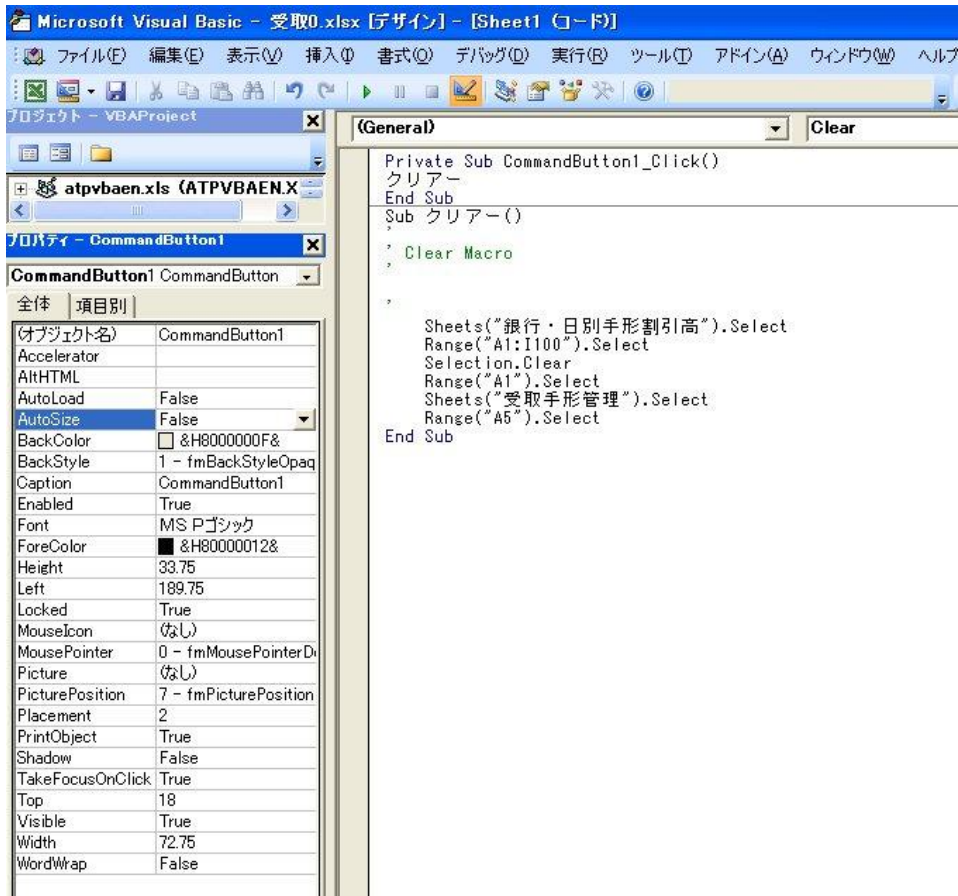 Microsoft Visual Basic - 受取0.xlsx [デザイン] - [Sheet1 (コード)]
ファイル(F) 編集(E) 表示(V) 挿入(I) 書式(O) デバッグ(D) 実行(R) ツール(T) アドイン(A) ウィンドウ(W) ヘルプ
プロジェクト - VBAProject
atpvbaen.xls (ATPVBAEN.X
プロパティ - CommandButton1
CommandButton1 CommandButton
全体 項目別
(オブジェクト名) CommandButton1
Accelerator
AltHTML
AutoLoad False
AutoSize False
BackColor &H8000000F&
BackStyle 1 - fmBackStyleOpaq
Caption CommandButton1
Enabled True
Font MS Pゴシック
ForeColor &H80000012&
Height 33.75
Left 189.75
Locked True
MouseIcon (なし)
MousePointer 0 - fmMousePointerD
Picture (なし)
PicturePosition 7 - fmPicturePosition
Placement 2
PrintObject True
Shadow False
TakeFocusOnClick True
Top 18
Visible True
Width 72.75
WordWrap False
(General) Clear
Private Sub CommandButton1_Click()
クリアー
End Sub
Sub クリアー()
'
' Clear Macro
'
'
Sheets("銀行・日別手形割引高").Select
Range("A1:I100").Select
Selection.Clear
Range("A1").Select
Sheets("受取手形管理").Select
Range("A5").Select
End Sub